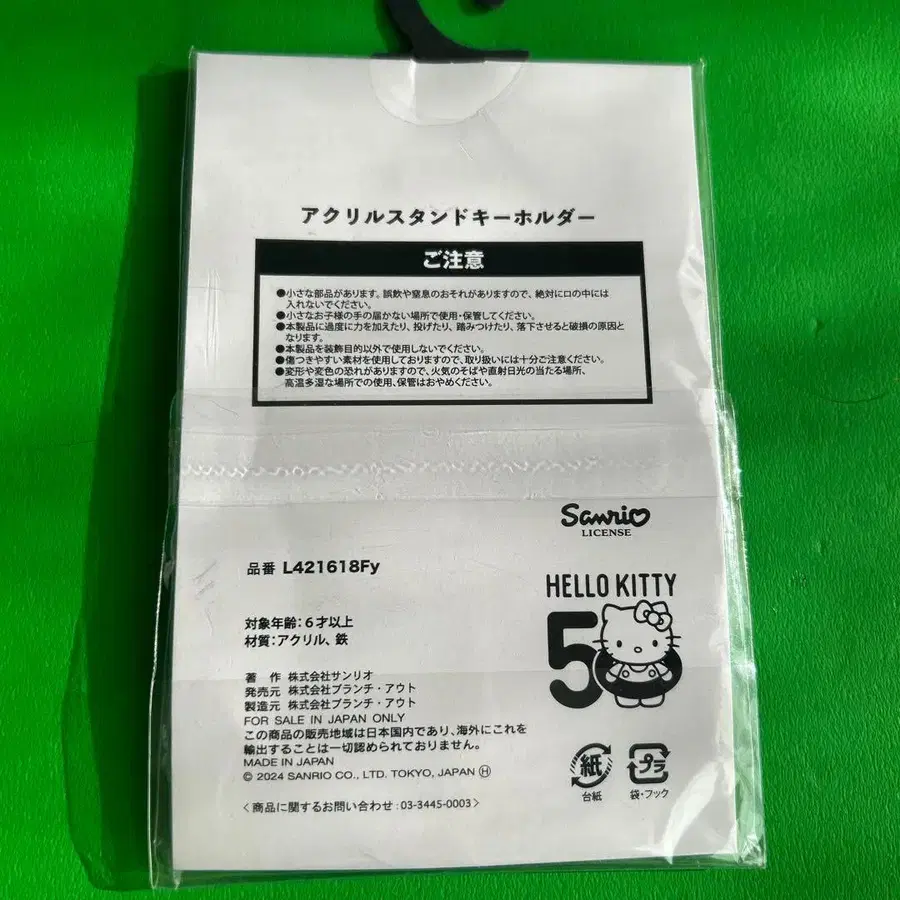 アクリルスタンドキーホルダー
ご注意
●小さな部品があります。誤飲や窒息のおそれがありますので、絶対に口の中には
入れないでください。
●小さなお子様の手の届かない場所で使用・保管してください。
●本製品に過度に力を加えたり、投げたり、踏みつけたり、落下させると破損の原因と
なります。
●本製品を装飾目的以外で使用しないでください。
●傷つきやすい素材を使用しておりますので、取り扱いには十分ご注意ください。
●変形や変色の恐れがありますので、火気のそばや直射日光の当たる場所、
高温多湿な場所での使用、保管はおやめください。
Sanrio
LICENSE
品番 L421618Fy
HELLO KITTY
50
対象年齢：6才以上
材質：アクリル、鉄
著 作 株式会社サンリオ
発売元 株式会社ブランチ・アウト
製造元 株式会社ブランチ・アウト
FOR SALE IN JAPAN ONLY
この商品の販売地域は日本国内であり、海外にこれを
輸出することは一切認められておりません。
MADE IN JAPAN
© 2024 SANRIO CO., LTD. TOKYO, JAPAN Ⓗ
紙
台紙
プラ
袋・フック
〈商品に関するお問い合わせ：03-3445-0003〉